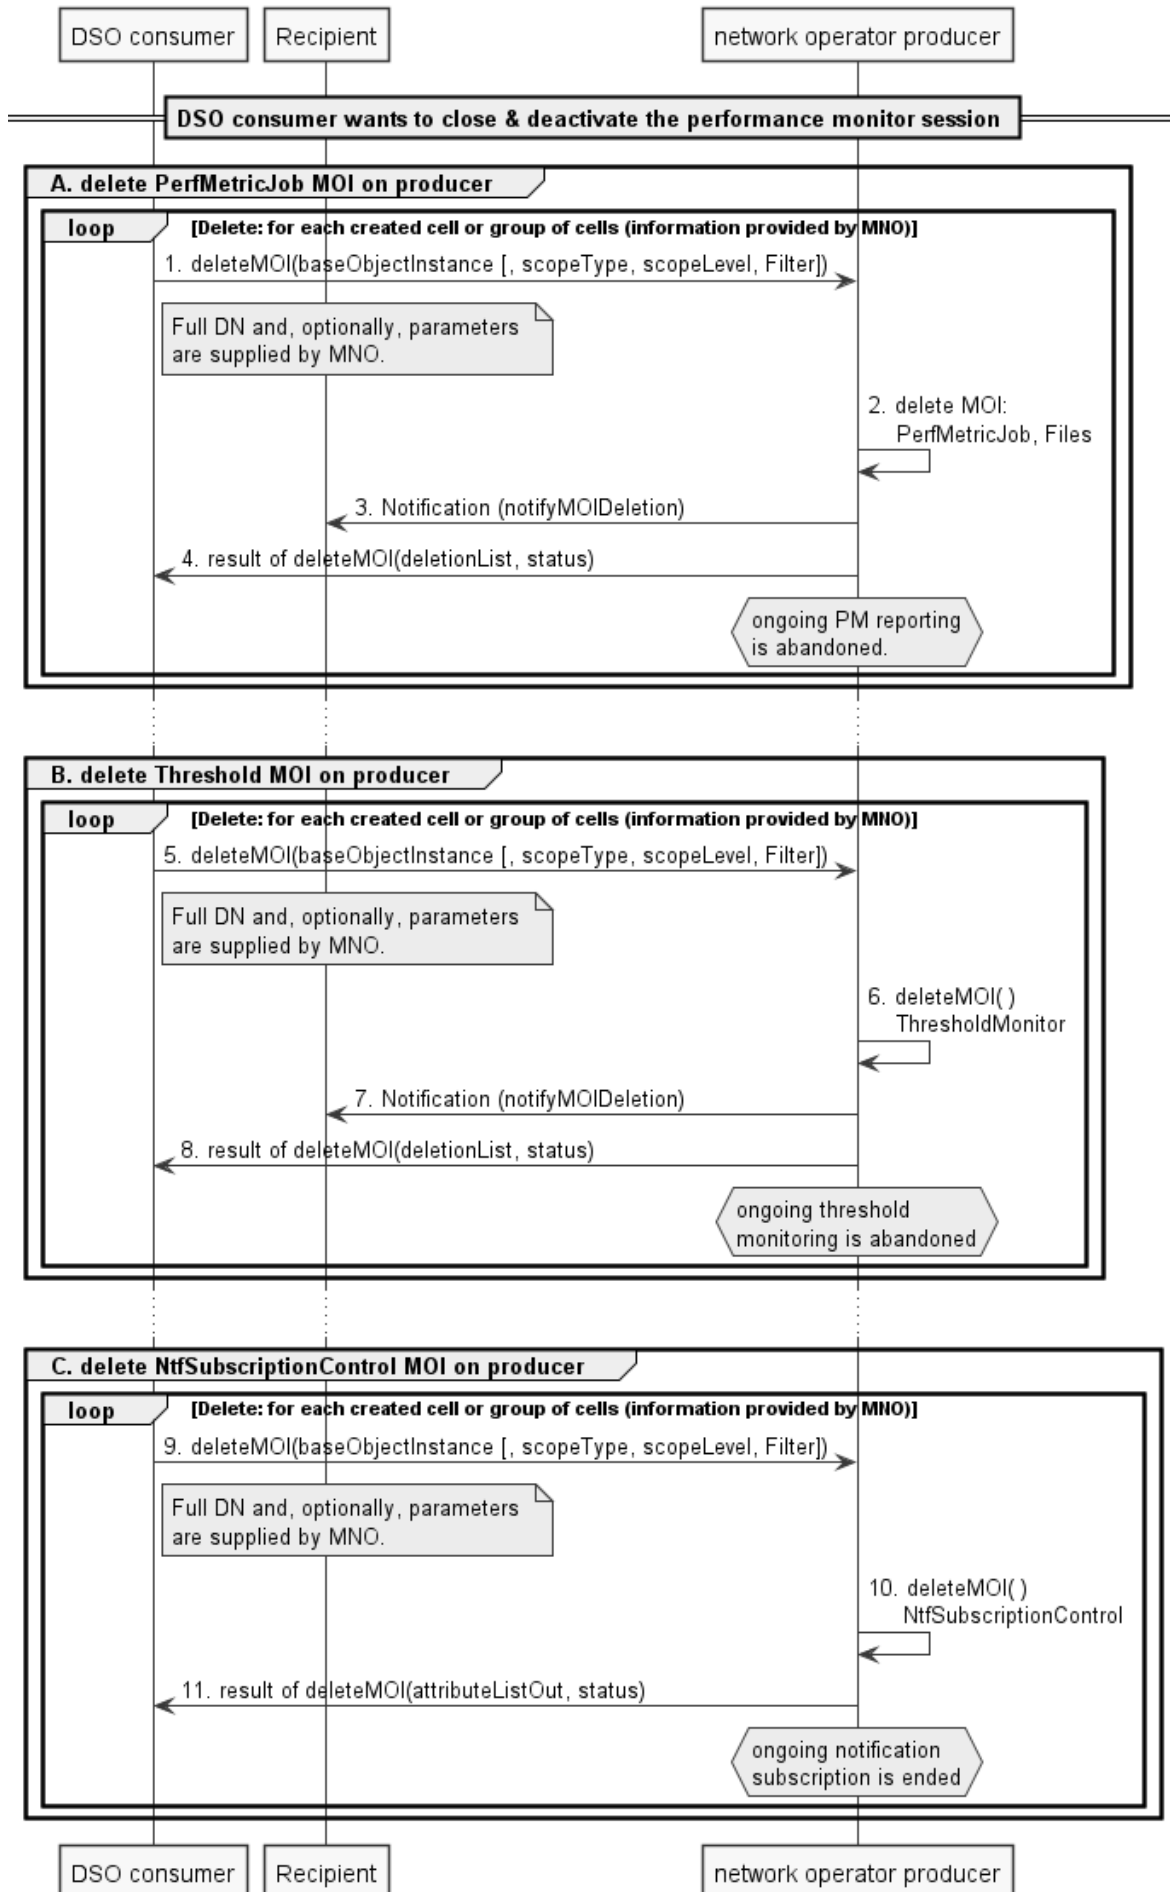 DSO consumer
Recipient
network operator producer
DSO consumer wants to close & deactivate the performance monitor session
A. delete PerfMetricJob MOI on producer
loop
[Delete: for each created cell or group of cells (information provided by MNO)]
1. deleteMOI(baseObjectInstance [, scopeType, scopeLevel, Filter])
Full DN and, optionally, parameters
are supplied by MNO.
2. delete MOI:
PerfMetricJob, Files
3. Notification (notifyMOIDeletion)
4. result of deleteMOI(deletionList, status)
ongoing PM reporting
is abandoned.
B. delete Threshold MOI on producer
loop
[Delete: for each created cell or group of cells (information provided by MNO)]
5. deleteMOI(baseObjectInstance [, scopeType, scopeLevel, Filter])
Full DN and, optionally, parameters
are supplied by MNO.
6. deleteMOI( )
ThresholdMonitor
7. Notification (notifyMOIDeletion)
8. result of deleteMOI(deletionList, status)
ongoing threshold
monitoring is abandoned
C. delete NtfSubscriptionControl MOI on producer
loop
[Delete: for each created cell or group of cells (information provided by MNO)]
9. deleteMOI(baseObjectInstance [, scopeType, scopeLevel, Filter])
Full DN and, optionally, parameters
are supplied by MNO.
10. deleteMOI( )
NtfSubscriptionControl
11. result of deleteMOI(attributeListOut, status)
ongoing notification
subscription is ended
DSO consumer
Recipient
network operator producer